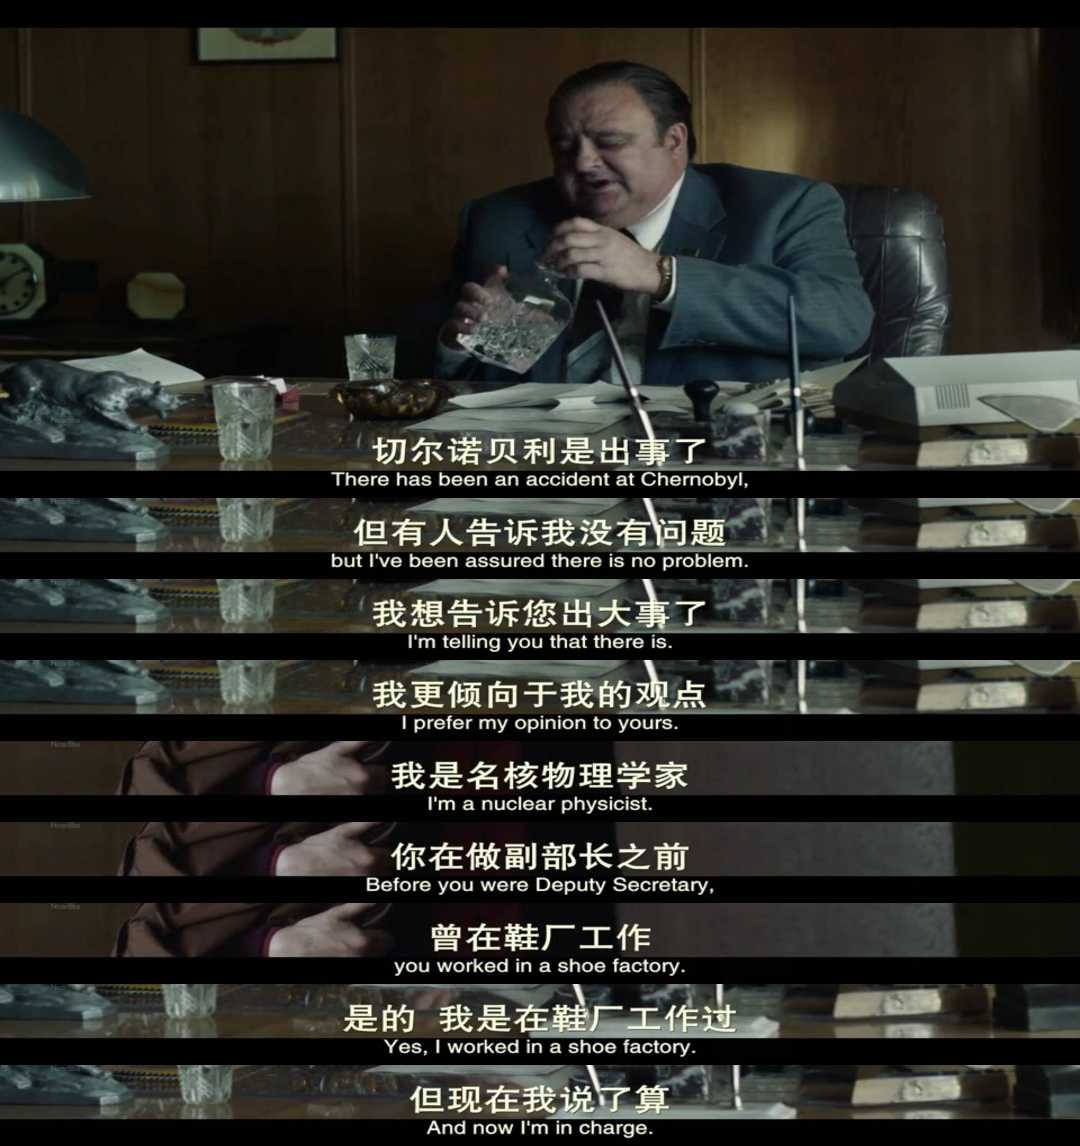 切尔诺贝利是出事了
There has been an accident at Chernobyl,
但有人告诉我没有问题
but I've been assured there is no problem.
我想告诉您出大事了
I'm telling you that there is.
我更倾向于我的观点
I prefer my opinion to yours.
我是名核物理学家
I'm a nuclear physicist.
你在做副部长之前
Before you were Deputy Secretary,
曾在鞋厂工作
you worked in a shoe factory.
是的 我是在鞋厂工作过
Yes, I worked in a shoe factory.
但现在我说了算
And now I'm in charge.